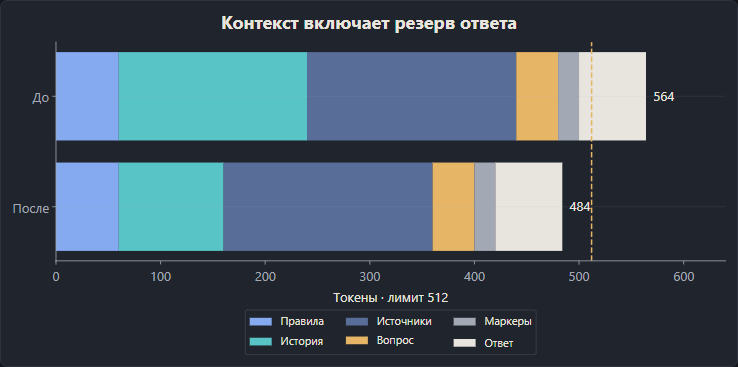 Контекст включает резерв ответа
До
564
После
484
0 100 200 300 400 500 600
Токены · лимит 512
Правила Источники Маркеры
История Вопрос Ответ